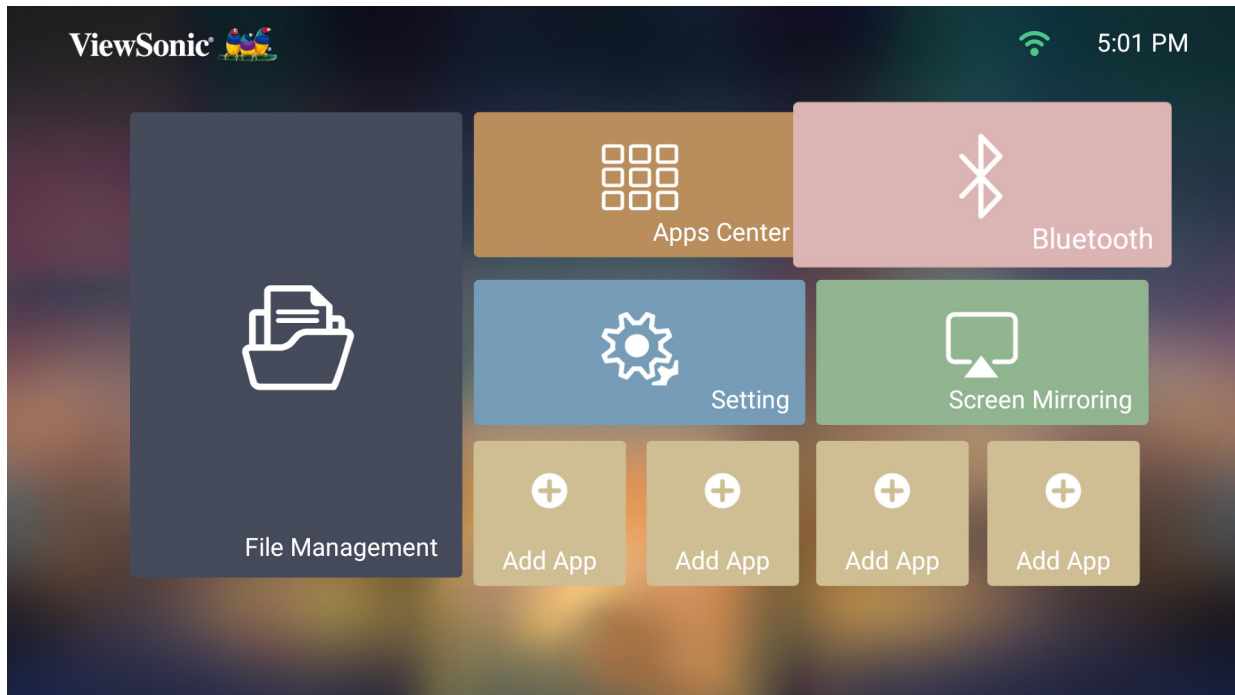 ViewSonic®
5:01 PM
Apps Center
Bluetooth
Setting
Screen Mirroring
File Management
Add App
Add App
Add App
Add App